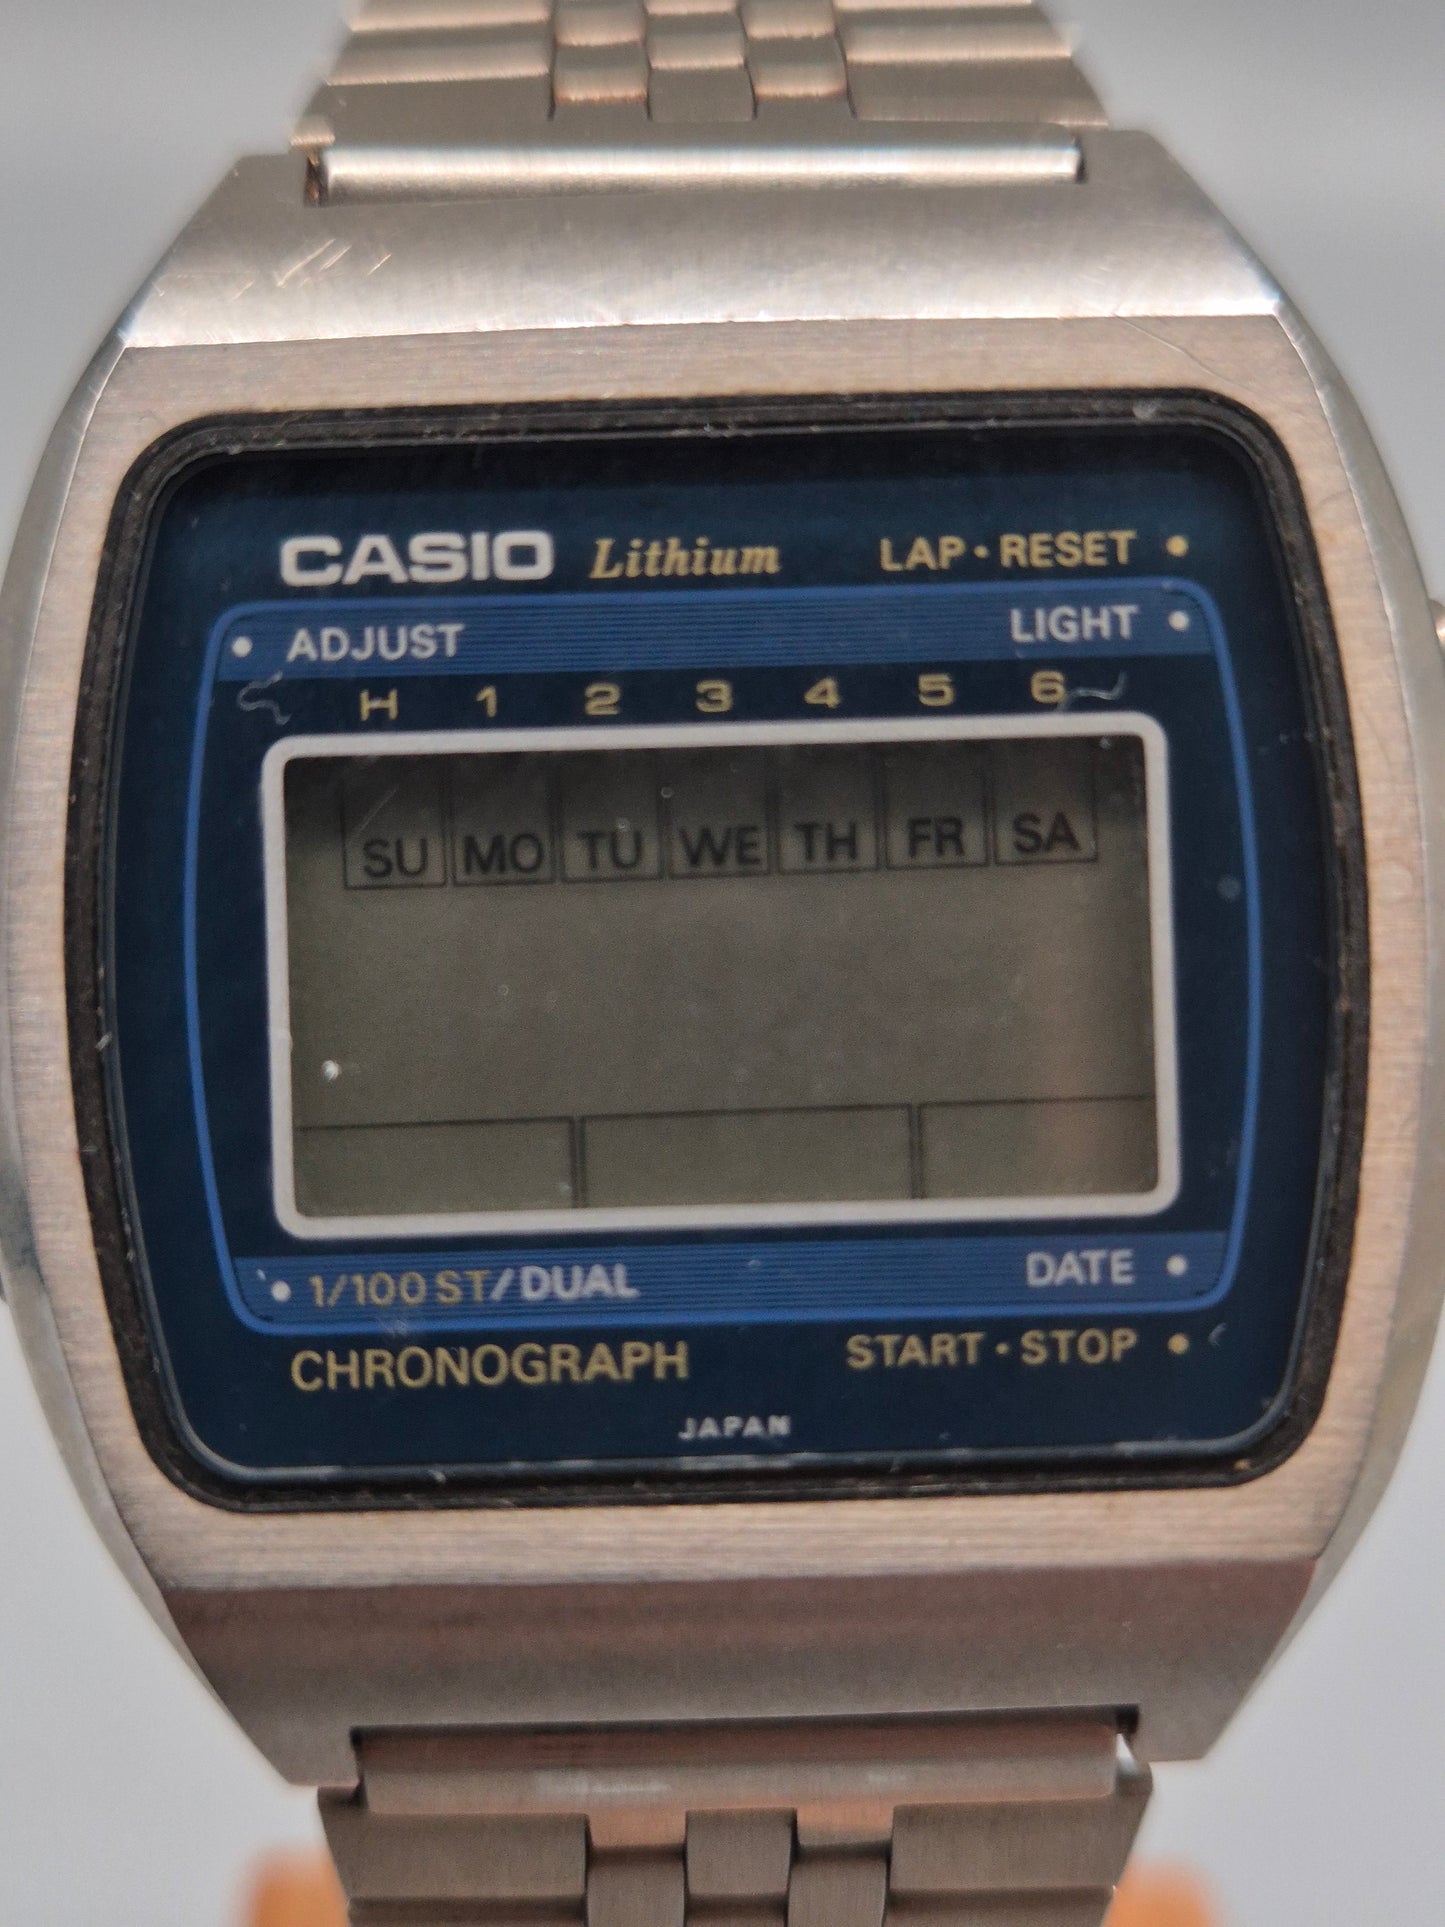 CASIO Lithium LAP·RESET •
• ADJUST LIGHT •
H 1 2 3 4 5 6
SU MO TU WE TH FR SA
• 1/100 ST/DUAL DATE •
CHRONOGRAPH START·STOP •
JAPAN